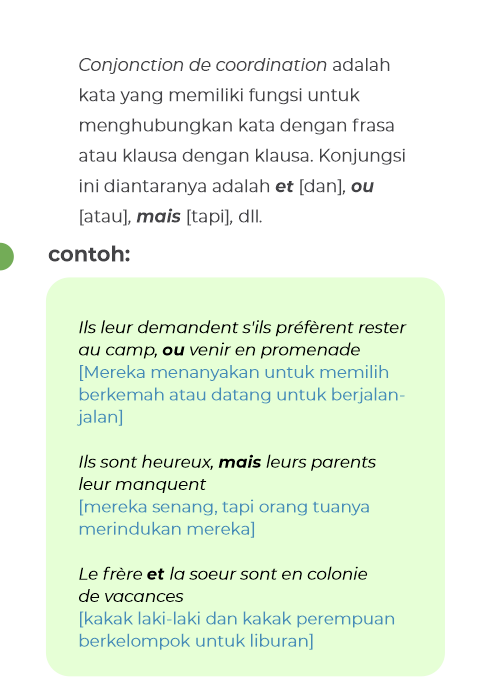 Conjonction de coordination adalah
kata yang memiliki fungsi untuk
menghubungkan kata dengan frasa
atau klausa dengan klausa. Konjungsi
ini diantaranya adalah et [dan], ou
[atau], mais [tapi], dll.
contoh:
Ils leur demandent s'ils préfèrent rester
au camp, ou venir en promenade
[Mereka menanyakan untuk memilih
berkemah atau datang untuk berjalan-
jalan]
Ils sont heureux, mais leurs parents
leur manquent
[mereka senang, tapi orang tuanya
merindukan mereka]
Le frère et la soeur sont en colonie
de vacances
[kakak laki-laki dan kakak perempuan
berkelompok untuk liburan]